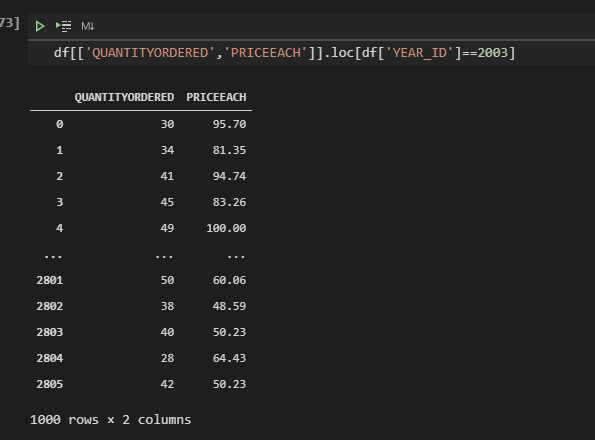 73]
M↓
df[['QUANTITYORDERED','PRICEEACH']].loc[df['YEAR_ID']==2003]
QUANTITYORDERED PRICEEACH
0 30 95.70
1 34 81.35
2 41 94.74
3 45 83.26
4 49 100.00
... ... ...
2801 50 60.06
2802 38 48.59
2803 40 50.23
2804 28 64.43
2805 42 50.23
1000 rows × 2 columns